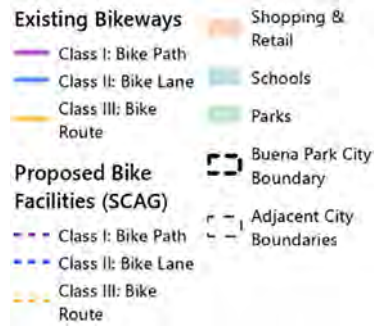 Existing Bikeways
Class I: Bike Path
Class II: Bike Lane
Class III: Bike
Route
Proposed Bike
Facilities (SCAG)
Class I: Bike Path
Class II: Bike Lane
Class III: Bike
Route
Shopping &
Retail
Schools
Parks
Buena Park City
Boundary
Adjacent City
Boundaries